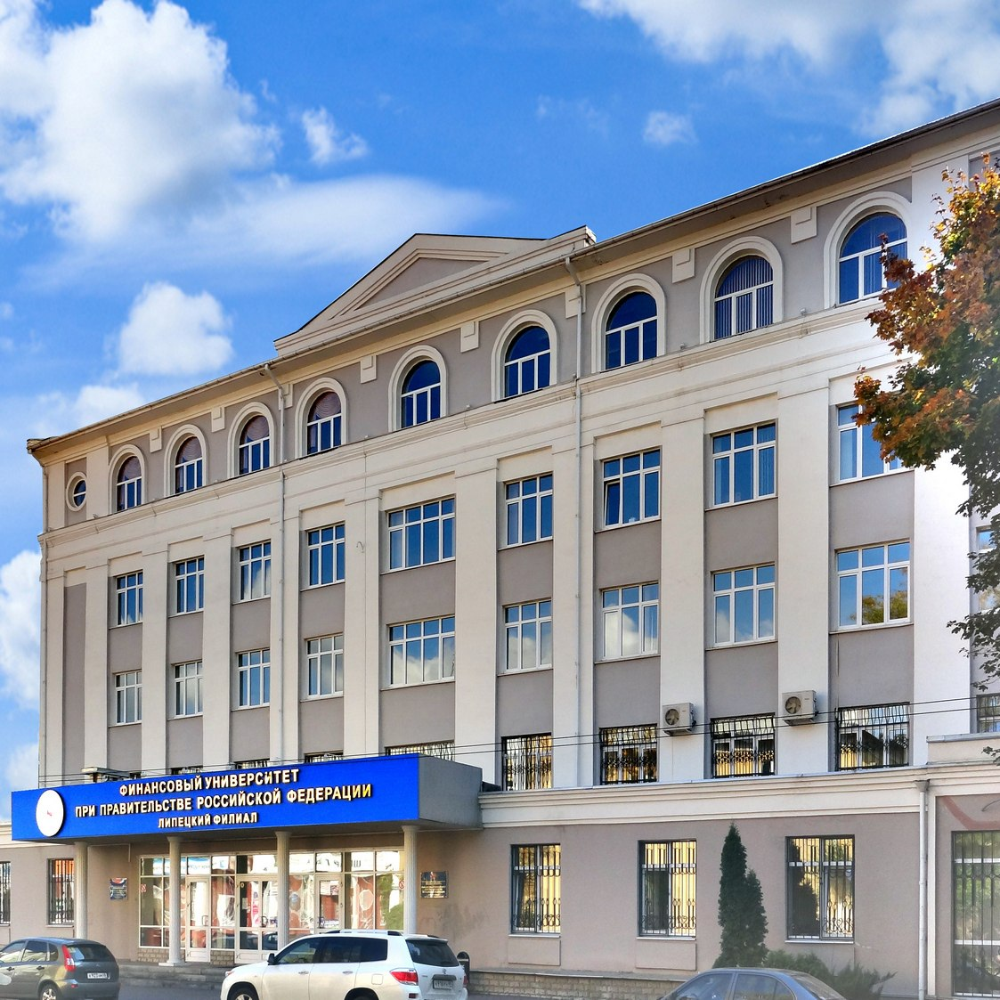 ФИНАНСОВЫЙ УНИВЕРСИТЕТ
ПРИ ПРАВИТЕЛЬСТВЕ РОССИЙСКОЙ ФЕДЕРАЦИИ
ЛИПЕЦКИЙ ФИЛИАЛ